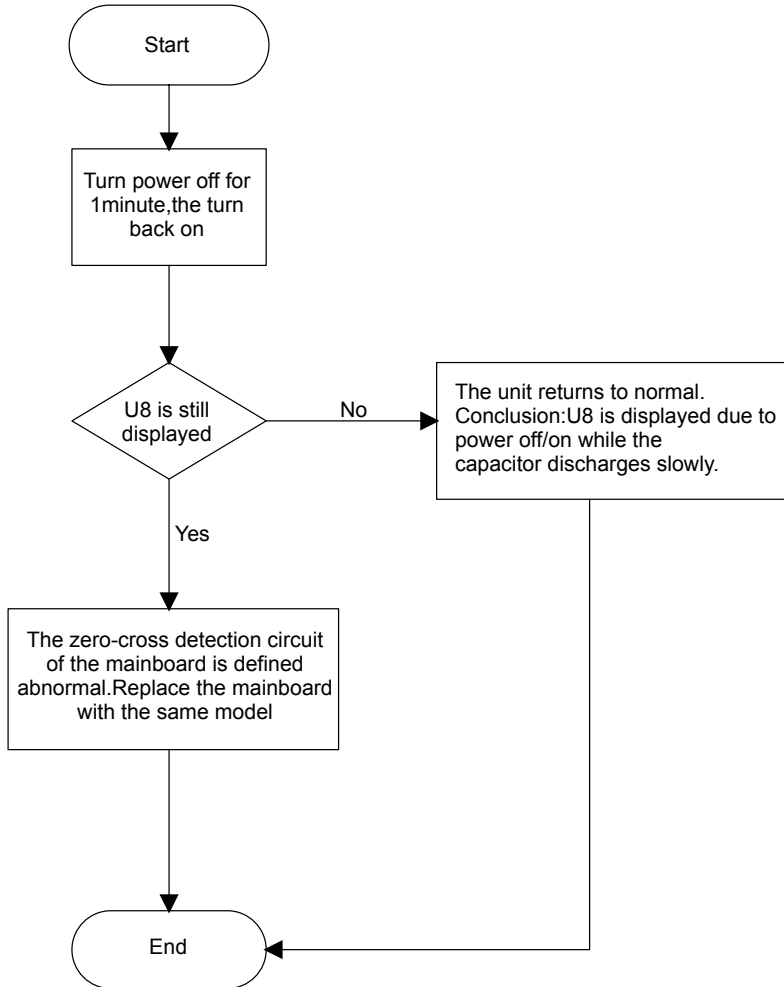 Start
Turn power off for
1minute,the turn
back on
U8 is still
displayed
No
The unit returns to normal.
Conclusion:U8 is displayed due to
power off/on while the
capacitor discharges slowly.
Yes
The zero-cross detection circuit
of the mainboard is defined
abnormal.Replace the mainboard
with the same model
End